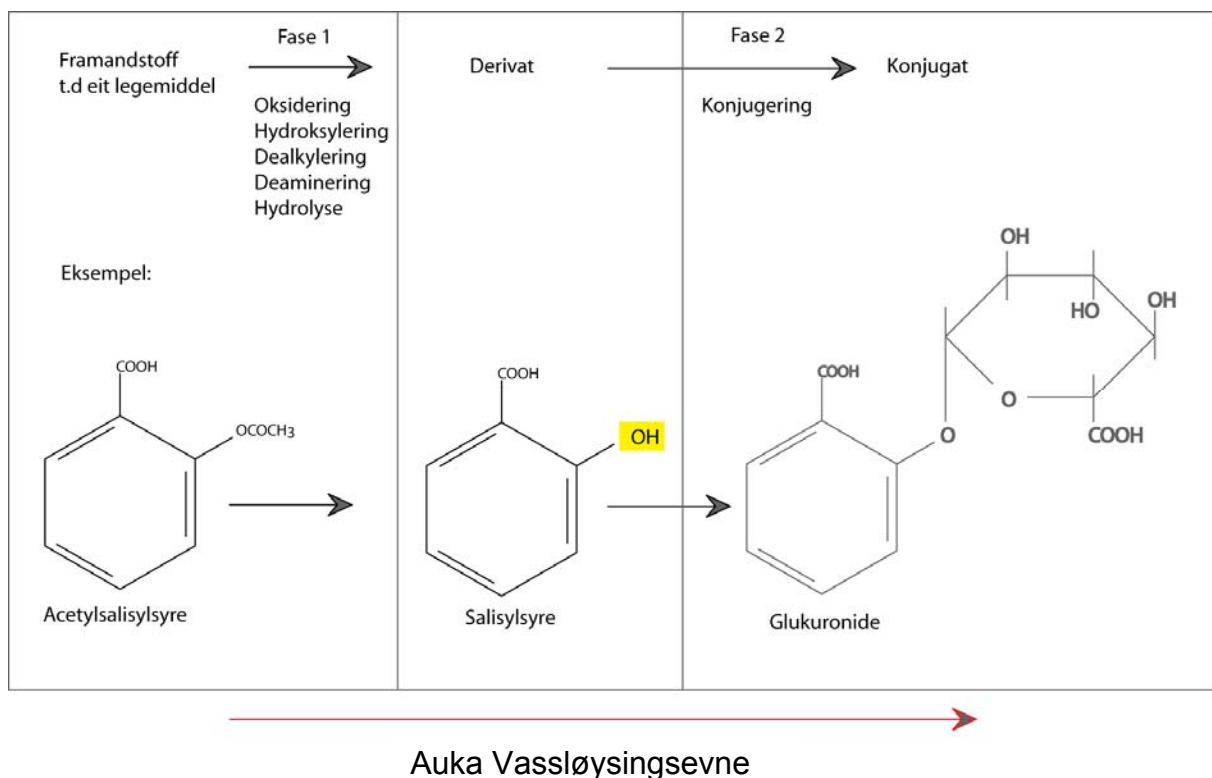 Framandstoff
t.d eit legemiddel
Fase 1
Oksidering
Hydroksylering
Dealkylering
Deaminering
Hydrolyse
Derivat
Fase 2
Konjugering
Konjugat
Eksempel:
COOH
OCOCH3
Acetylsalisylsyre
COOH
OH
Salisylsyre
OH
HO
OH
O
COOH
COOH
O
Glukuronide
Auka Vassløysingsevne